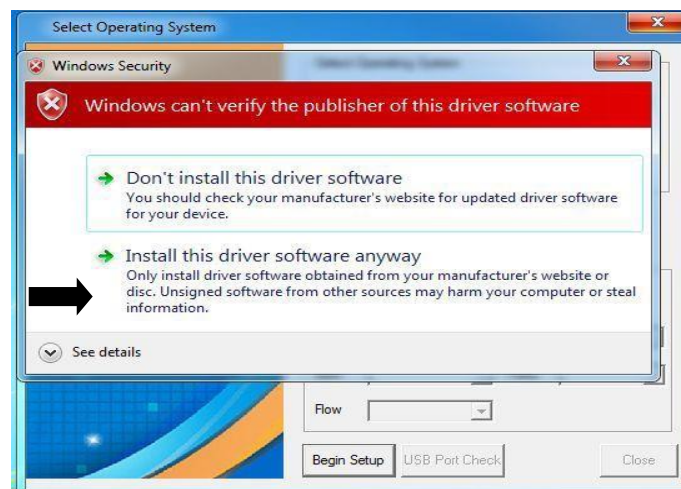 Select Operating System
Windows Security
Windows can't verify the publisher of this driver software
Don't install this driver software
You should check your manufacturer's website for updated driver software
for your device.
Install this driver software anyway
Only install driver software obtained from your manufacturer's website or
disc. Unsigned software from other sources may harm your computer or steal
information.
See details
Flow
Begin Setup USB Port Check Close